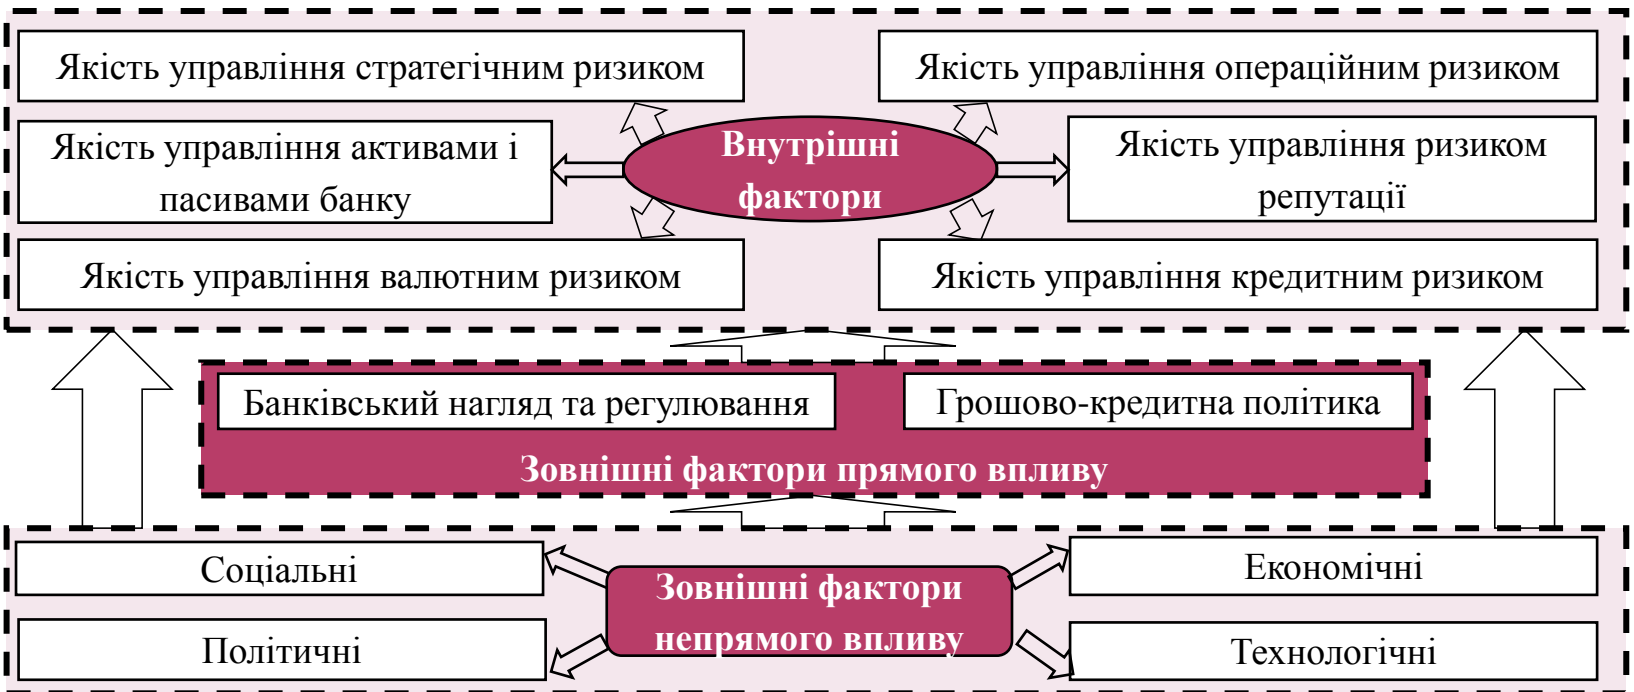 Якість управління стратегічним ризиком
Якість управління операційним ризиком
Якість управління активами і
пасивами банку
Внутрішні
фактори
Якість управління ризиком
репутації
Якість управління валютним ризиком
Якість управління кредитним ризиком
Банківський нагляд та регулювання
Грошово-кредитна політика
Зовнішні фактори прямого впливу
Соціальні
Економічні
Зовнішні фактори
непрямого впливу
Політичні
Технологічні